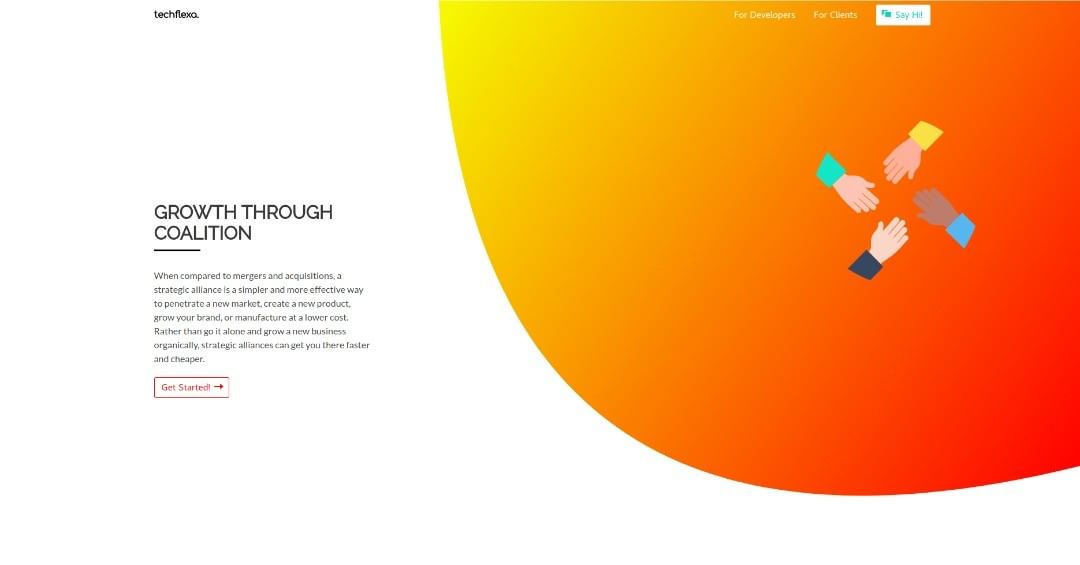 techflexa.
For Developers
For Clients
Say Hi!
GROWTH THROUGH
COALITION
When compared to mergers and acquisitions, a
strategic alliance is a simpler and more effective way
to penetrate a new market, create a new product,
grow your brand, or manufacture at a lower cost.
Rather than go it alone and grow a new business
organically, strategic alliances can get you there faster
and cheaper.
Get Started!